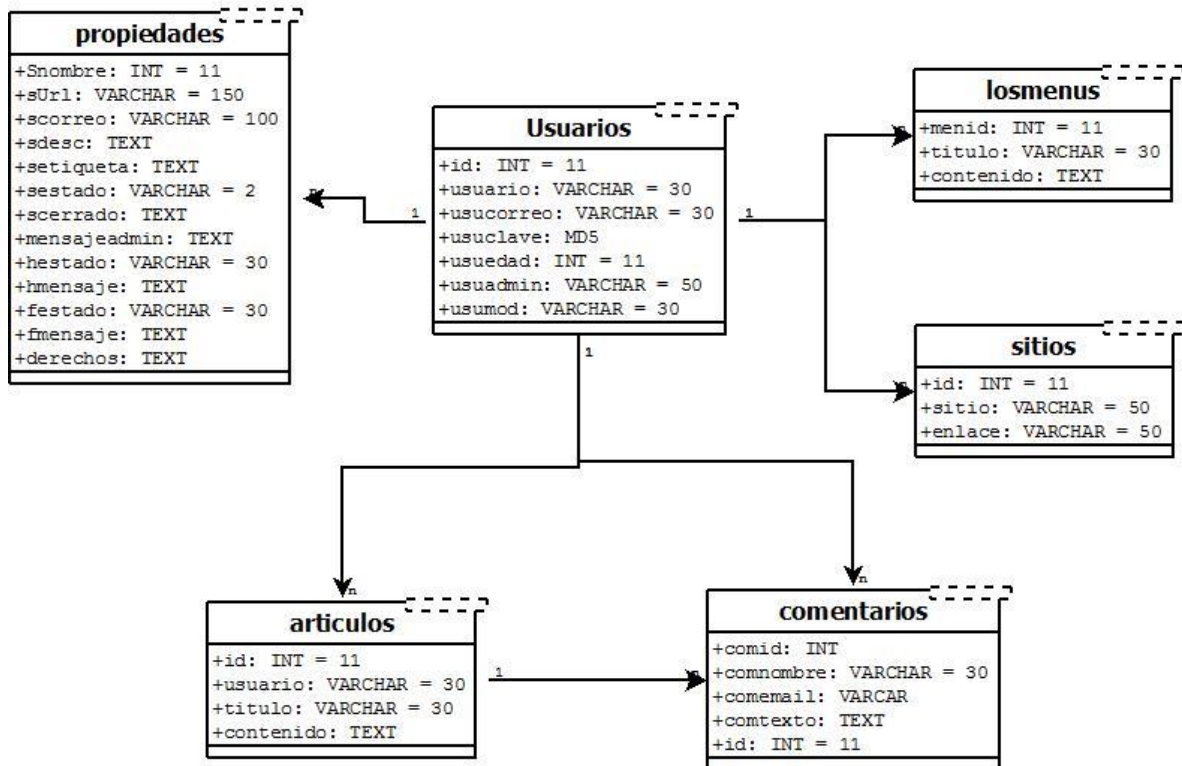 propiedades
+Snombre: INT = 11
+sUrl: VARCHAR = 150
+scorreo: VARCHAR = 100
+sdesc: TEXT
+setiqueta: TEXT
+sestado: VARCHAR = 2
+scerrado: TEXT
+mensajeadmin: TEXT
+hestado: VARCHAR = 30
+hmensaje: TEXT
+festado: VARCHAR = 30
+fmensaje: TEXT
+derechos: TEXT
n
1
Usuarios
+id: INT = 11
+usuario: VARCHAR = 30
+usucorreo: VARCHAR = 30
+usuclave: MD5
+usuedad: INT = 11
+usuadmin: VARCHAR = 50
+usumod: VARCHAR = 30
1
n
losmenus
+menid: INT = 11
+titulo: VARCHAR = 30
+contenido: TEXT
n
sitios
+id: INT = 11
+sitio: VARCHAR = 50
+enlace: VARCHAR = 50
1
n
n
articulos
+id: INT = 11
+usuario: VARCHAR = 30
+titulo: VARCHAR = 30
+contenido: TEXT
1
n
comentarios
+comid: INT
+comnombre: VARCHAR = 30
+comemail: VARCAR
+comtexto: TEXT
+id: INT = 11